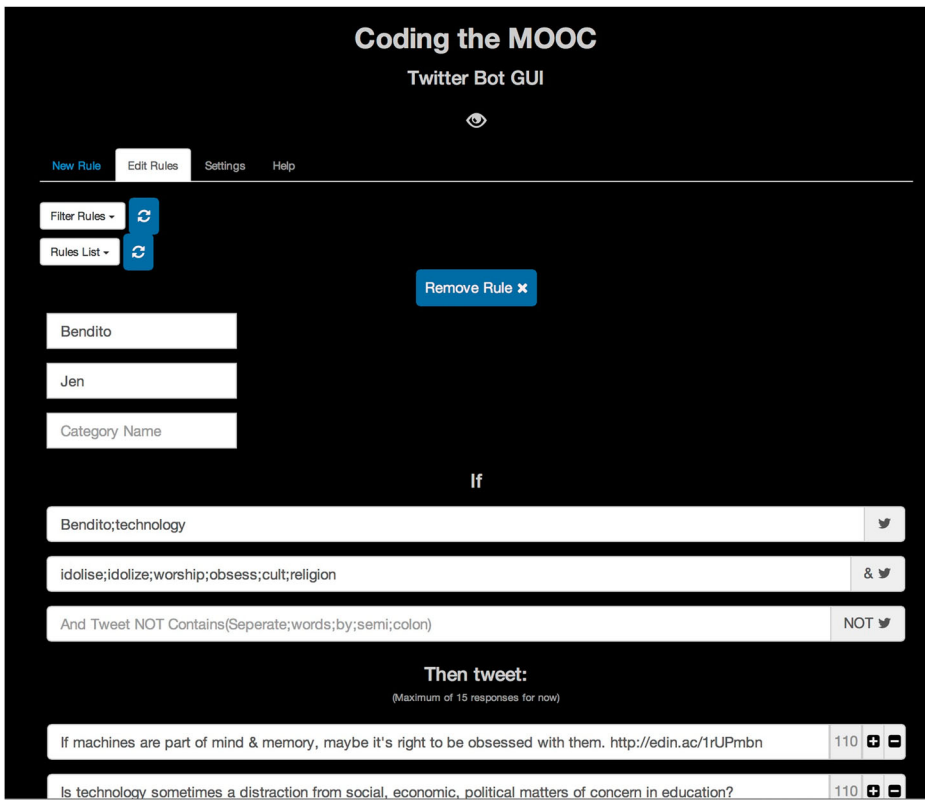 Coding the MOOC
Twitter Bot GUI
New Rule Edit Rules Settings Help
Filter Rules
Rules List
Remove Rule
Bendito
Jen
Category Name
If
Bendito;technology
idolise;idolize;worship;obsess;cult;religion &
And Tweet NOT Contains(Seperate;words;by;semi;colon) NOT
Then tweet:
(Maximum of 15 responses for now)
If machines are part of mind & memory, maybe it's right to be obsessed with them. http://edin.ac/1rUPmbn 110
Is technology sometimes a distraction from social, economic, political matters of concern in education? 110